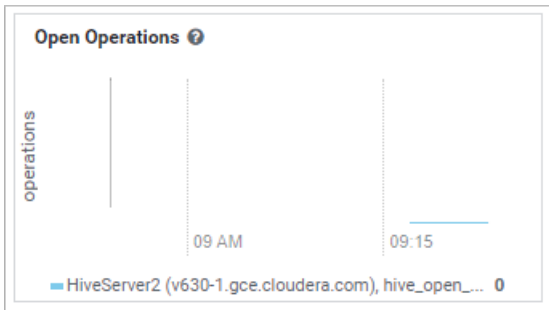 Open Operations ?
operations
09 AM
09:15
HiveServer2 (v630-1.gce.cloudera.com), hive_open_... 0